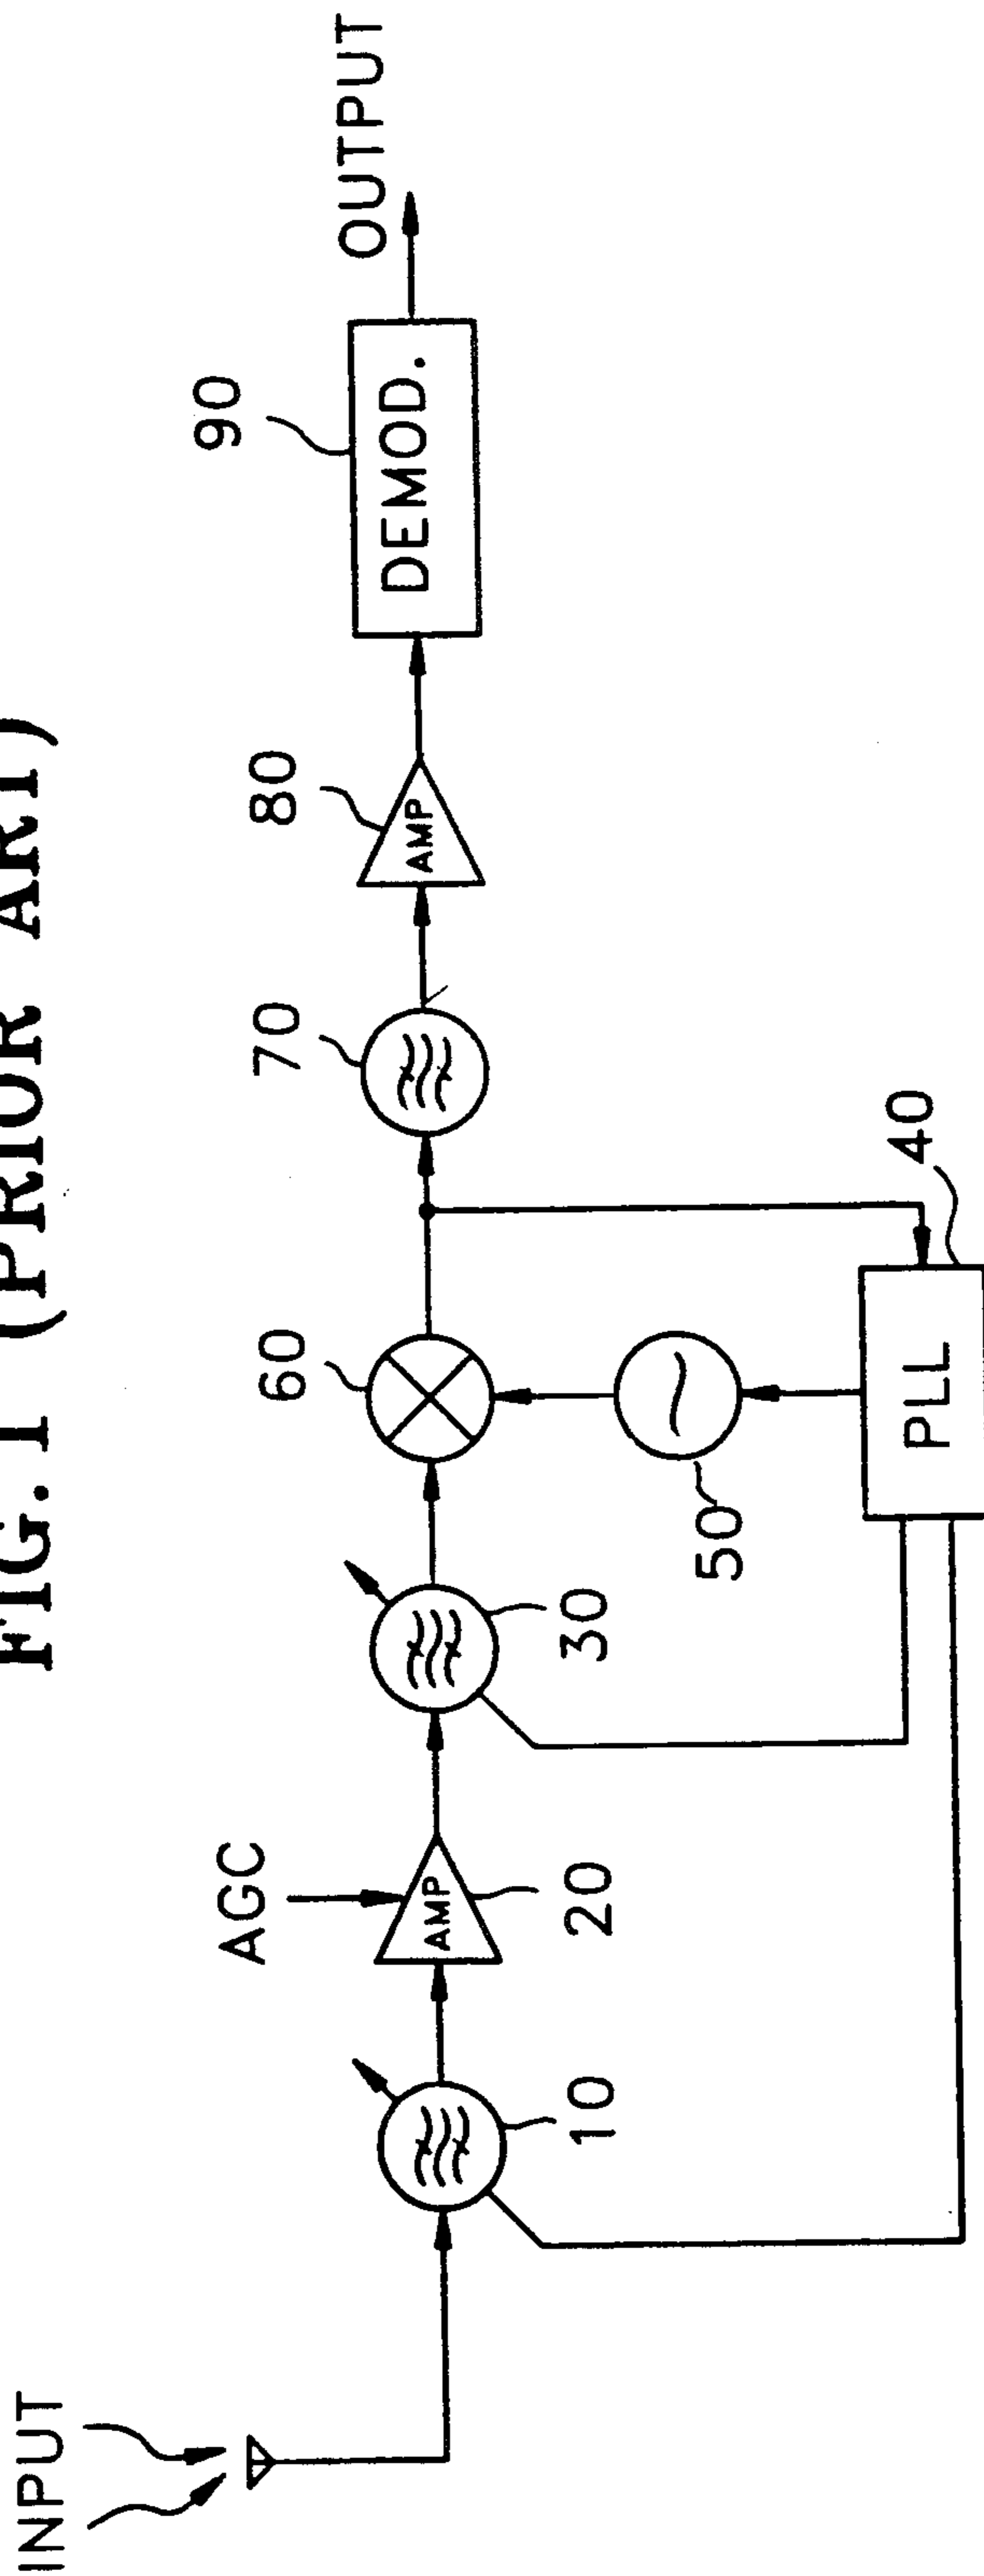 FIG.1 (PRIOR ART)
INPUT
10
AGC
AMP
20
30
60
50
PLL
40
70
AMP
80
DEMOD.
90
OUTPUT